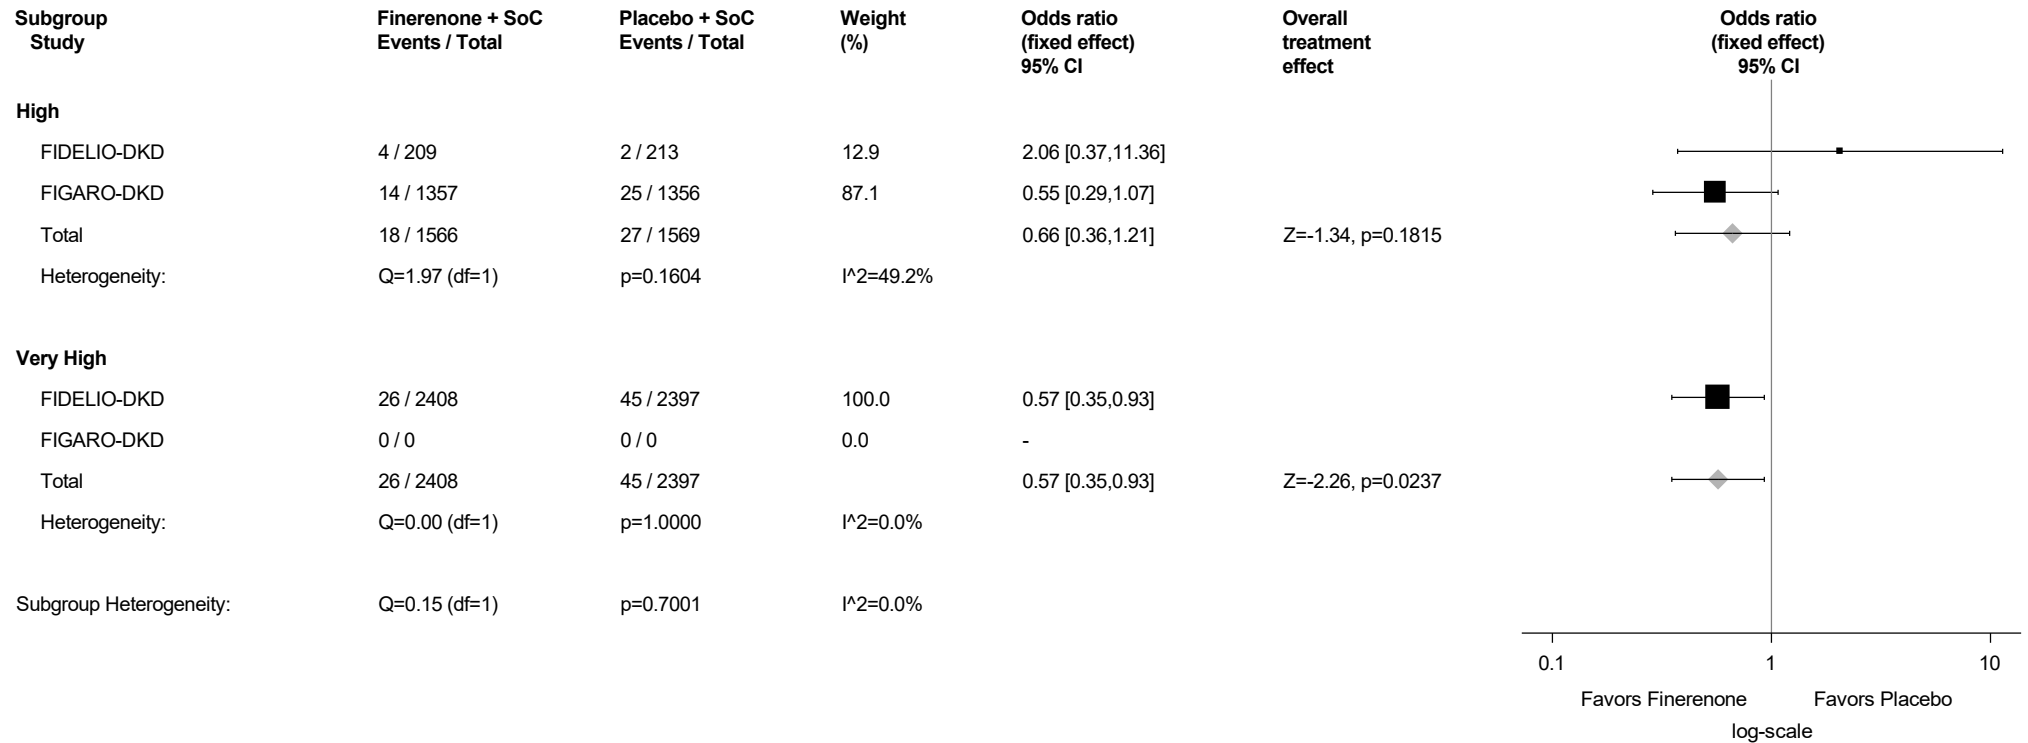 Subgroup Finerenone + SoC Placebo + SoC Weight Odds ratio Overall Odds ratio
Study Events / Total Events / Total (%) (fixed effect) treatment (fixed effect)
95% CI effect 95% CI
High
FIDELIO-DKD 4 / 209 2 / 213 12.9 2.06 [0.37,11.36]
FIGARO-DKD 14 / 1357 25 / 1356 87.1 0.55 [0.29,1.07]
Total 18 / 1566 27 / 1569 0.66 [0.36,1.21] Z=-1.34, p=0.1815
Heterogeneity: Q=1.97 (df=1) p=0.1604 I^2=49.2%
Very High
FIDELIO-DKD 26 / 2408 45 / 2397 100.0 0.57 [0.35,0.93]
FIGARO-DKD 0 / 0 0 / 0 0.0 -
Total 26 / 2408 45 / 2397 0.57 [0.35,0.93] Z=-2.26, p=0.0237
Heterogeneity: Q=0.00 (df=1) p=1.0000 I^2=0.0%
Subgroup Heterogeneity: Q=0.15 (df=1) p=0.7001 I^2=0.0%
0.1 1 10
Favors Finerenone Favors Placebo
log-scale